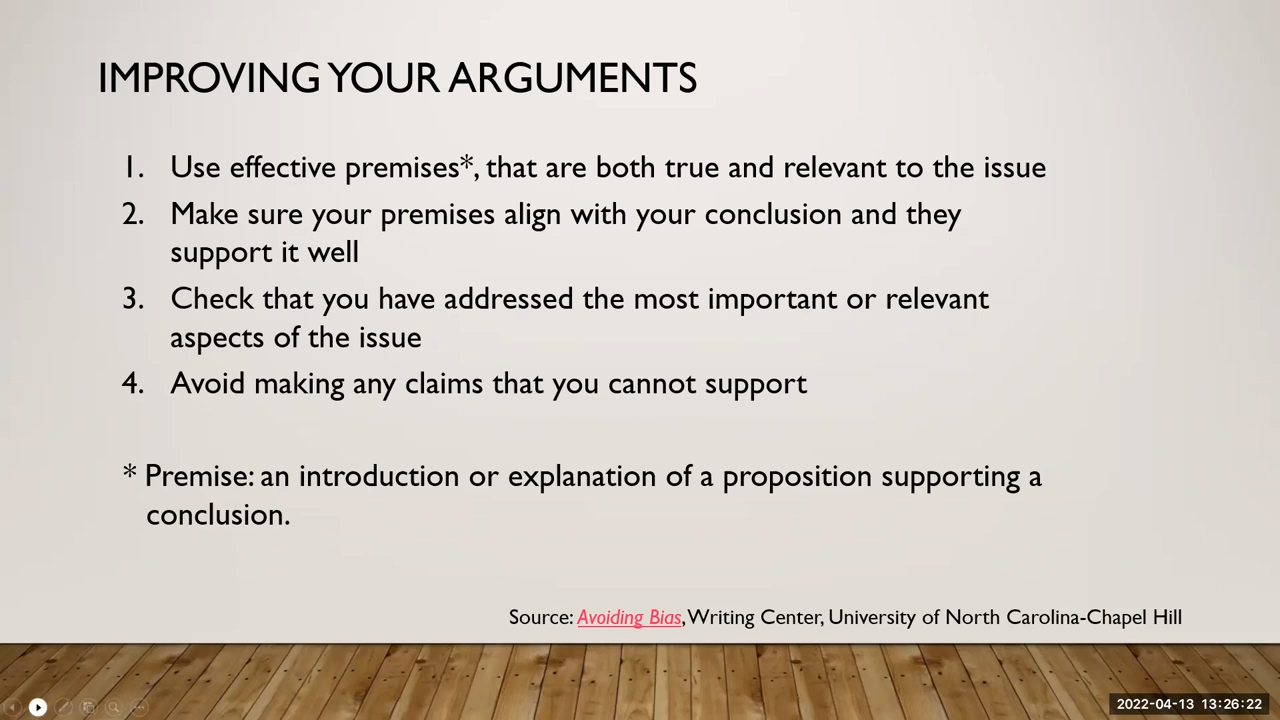 IMPROVING YOUR ARGUMENTS
1. Use effective premises*, that are both true and relevant to the issue
2. Make sure your premises align with your conclusion and they
support it well
3. Check that you have addressed the most important or relevant
aspects of the issue
4. Avoid making any claims that you cannot support
* Premise: an introduction or explanation of a proposition supporting a
conclusion.
Source: Avoiding Bias, Writing Center, University of North Carolina-Chapel Hill
2022-04-13 13:26:22